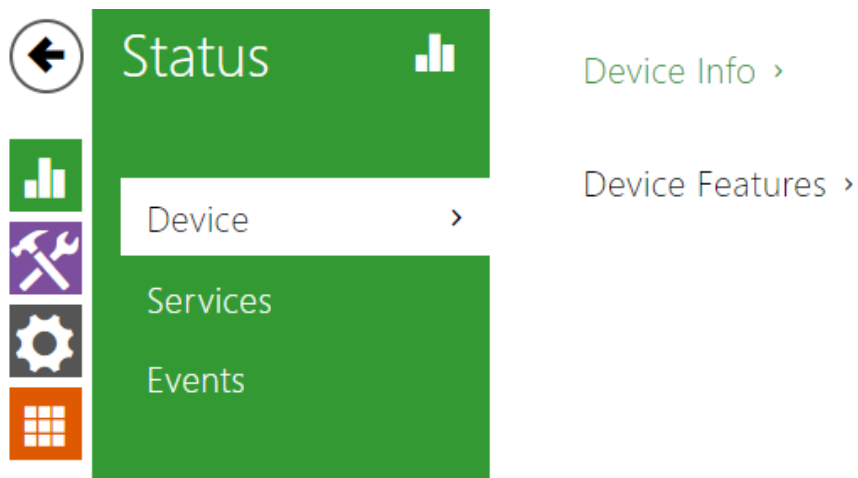 Status
Device
Services
Events
Device Info ›
Device Features ›